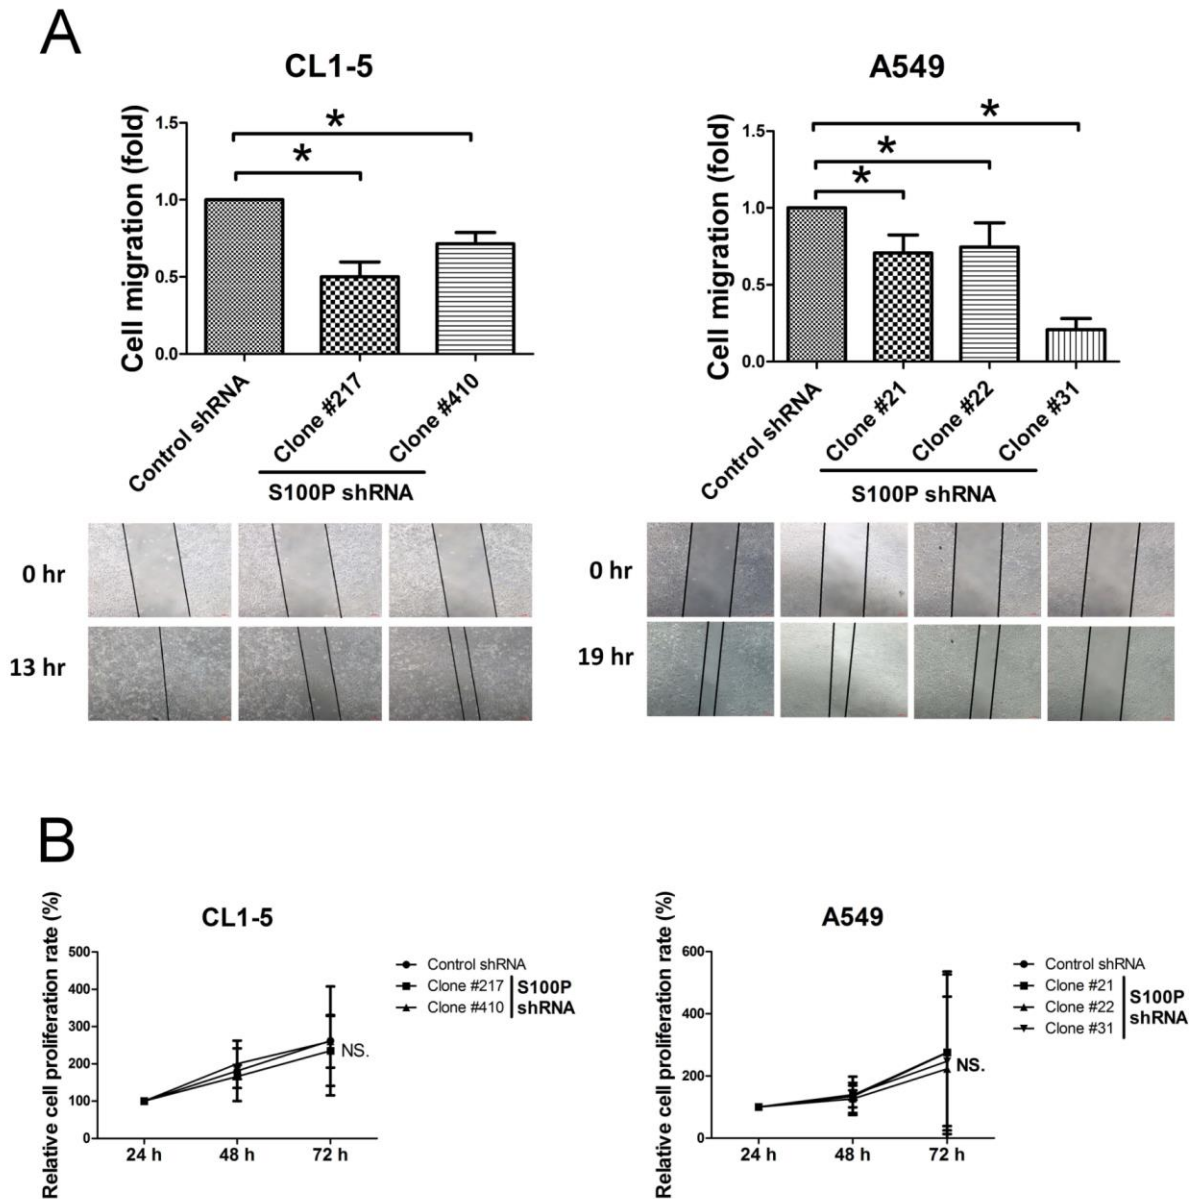 A
CL1-5
Cell migration (fold)
1.5
1.0
0.5
0.0
*
*
Control shRNA
Clone #217
Clone #410
S100P shRNA
0 hr
13 hr
A549
Cell migration (fold)
1.5
1.0
0.5
0.0
*
*
*
Control shRNA
Clone #21
Clone #22
Clone #31
S100P shRNA
0 hr
19 hr
B
CL1-5
Relative cell proliferation rate (%)
500
400
300
200
100
0
24 h
48 h
72 h
NS.
Control shRNA
Clone #217
Clone #410
S100P
shRNA
A549
Relative cell proliferation rate (%)
600
400
200
0
24 h
48 h
72 h
NS.
Control shRNA
Clone #21
Clone #22
Clone #31
S100P
shRNA